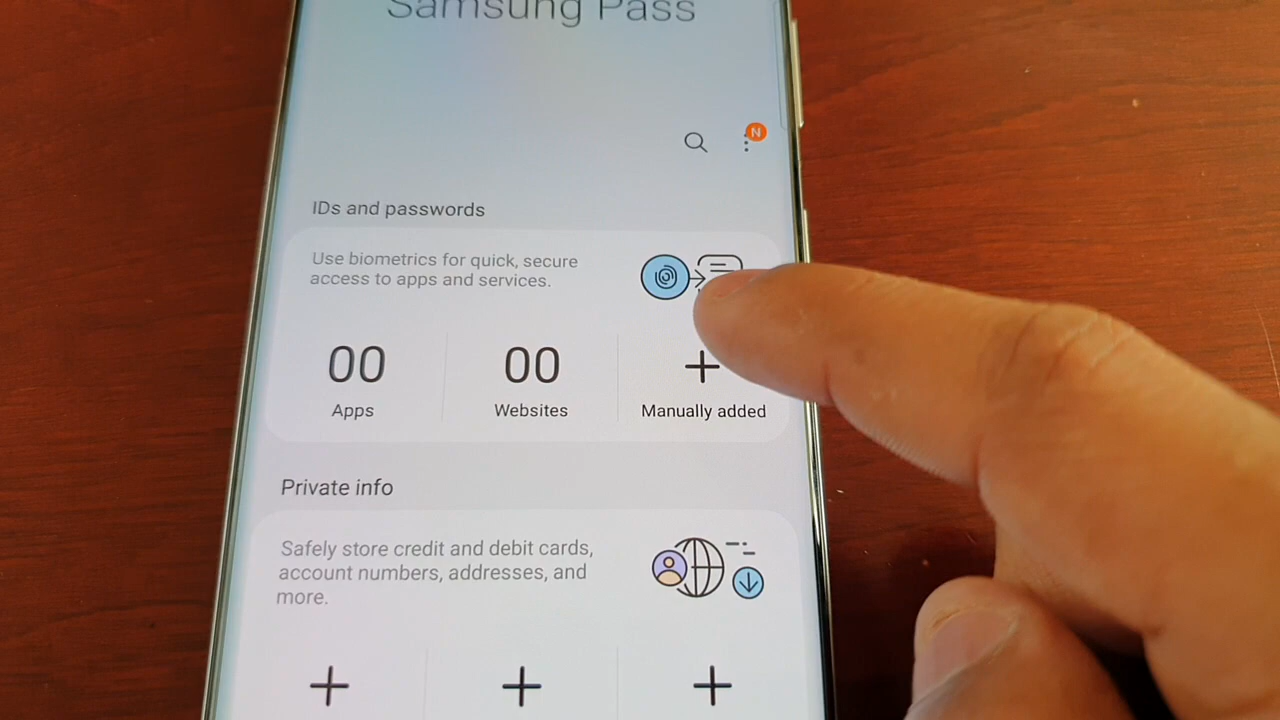 Samsung Pass
N
IDs and passwords
Use biometrics for quick, secure
access to apps and services.
00
00
+
Apps
Websites
Manually added
Private info
Safely store credit and debit cards,
account numbers, addresses, and
more.
+
+
+